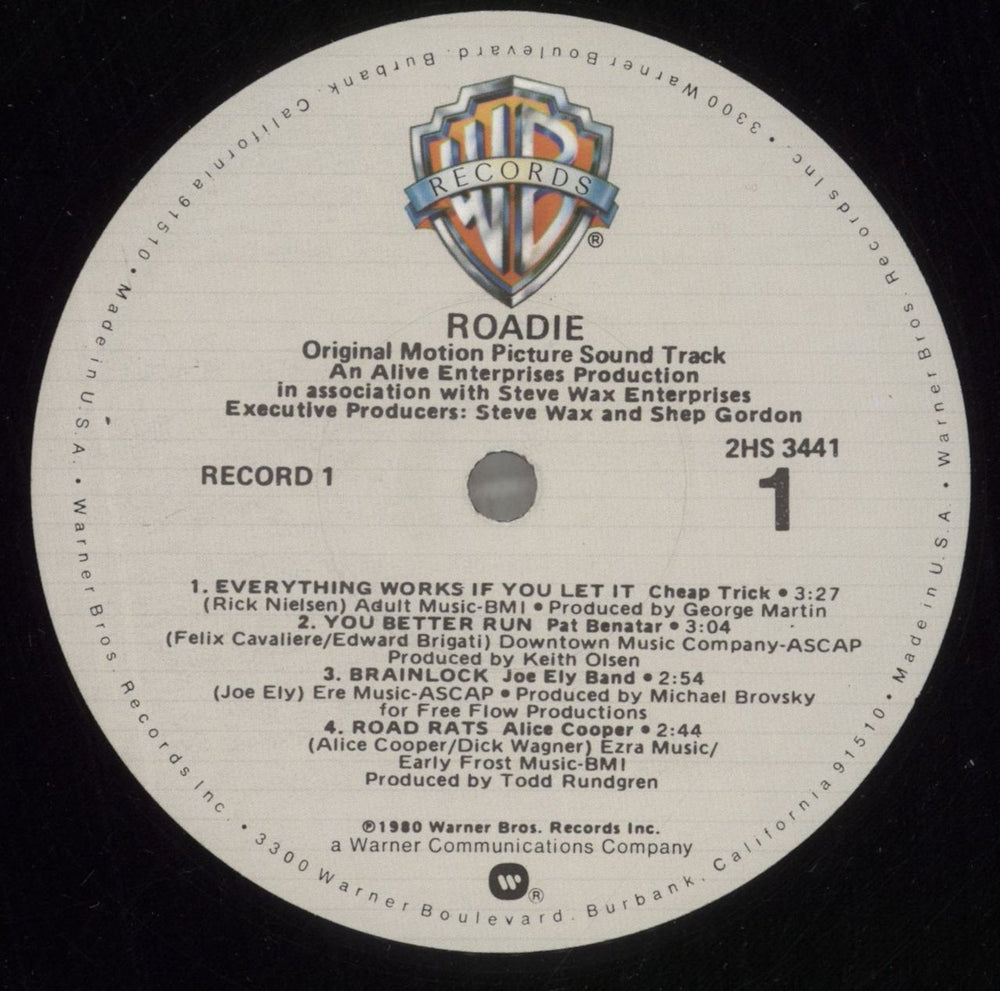 WB
RECORDS
®
ROADIE
Original Motion Picture Sound Track
An Alive Enterprises Production
in association with Steve Wax Enterprises
Executive Producers: Steve Wax and Shep Gordon
2HS 3441
RECORD 1
1
1. EVERYTHING WORKS IF YOU LET IT Cheap Trick • 3:27
(Rick Nielsen) Adult Music-BMI • Produced by George Martin
2. YOU BETTER RUN Pat Benatar • 3:04
(Felix Cavaliere/Edward Brigati) Downtown Music Company-ASCAP
Produced by Keith Olsen
3. BRAINLOCK Joe Ely Band • 2:54
(Joe Ely) Ere Music-ASCAP • Produced by Michael Brovsky
for Free Flow Productions
4. ROAD RATS Alice Cooper • 2:44
(Alice Cooper/Dick Wagner) Ezra Music/
Early Frost Music-BMI
Produced by Todd Rundgren
℗1980 Warner Bros. Records Inc.
a Warner Communications Company
®
Warner Bros. Records Inc. • 3300 Warner Boulevard. Burbank. California 91510 • Made in U.S.A. • Warner Bros. Records Inc. • 3300 Warner Boulevard. Burbank. California 91510 • Made in U.S.A. •